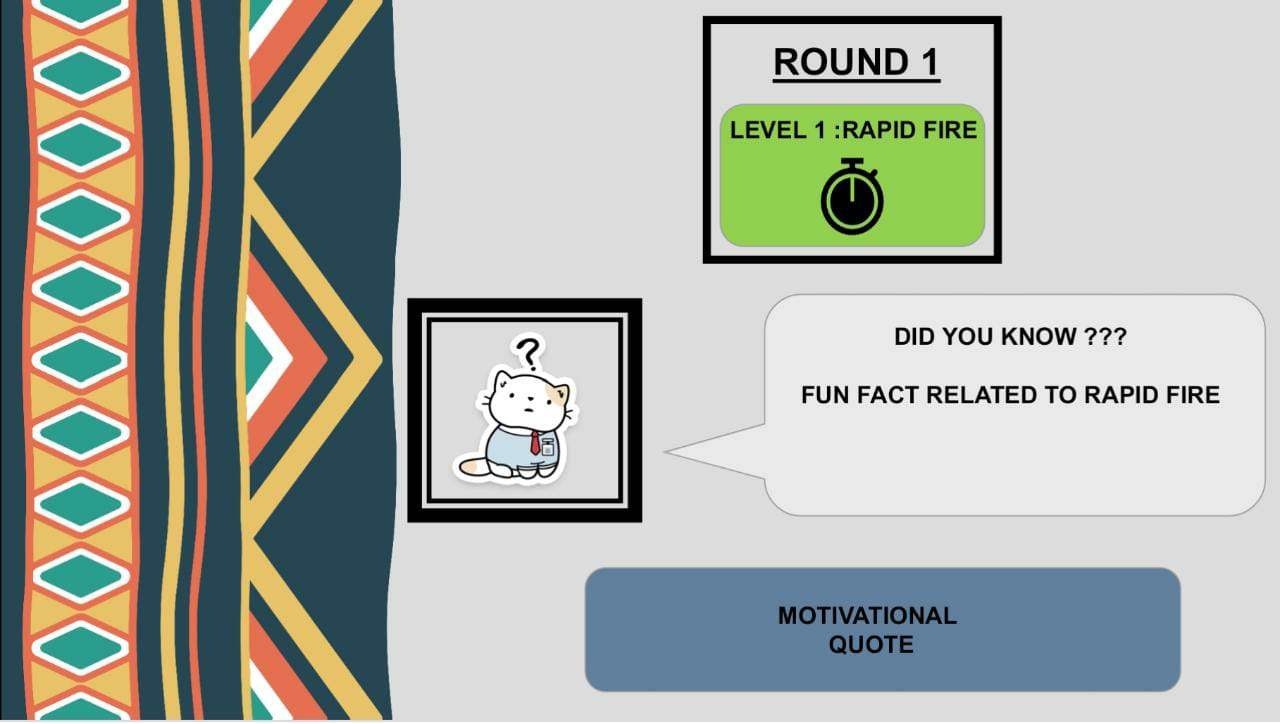 ROUND 1
LEVEL 1 :RAPID FIRE
?
DID YOU KNOW ???
FUN FACT RELATED TO RAPID FIRE
MOTIVATIONAL
QUOTE